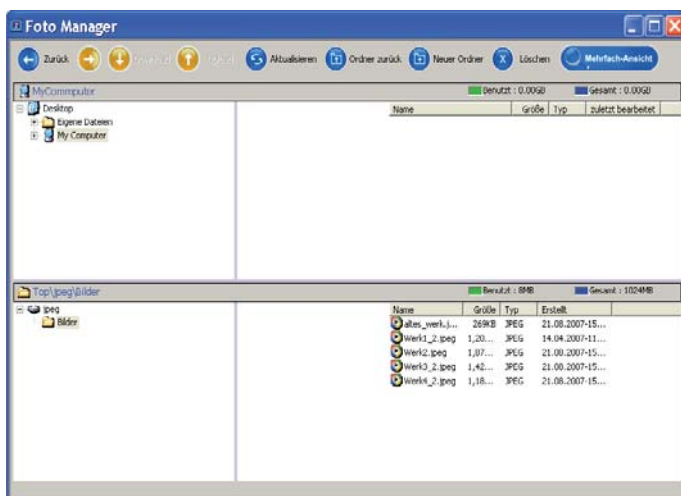 Foto Manager
Zurück Download Upload Aktualisieren Ordner zurück Neuer Ordner Löschen Mehrfach-Ansicht
MyCommputer Benutzt : 0.00GB Gesamt : 0.00GB
Desktop Name Größe Typ zuletzt bearbeitet
Eigene Dateien
My Computer
Top\jpeg\Bilder Benutzt : 8MB Gesamt : 1024MB
jpeg Name Größe Typ Erstellt
Bilder altes_werk.j... 269KB JPEG 21.08.2007-15...
Werk1_2.jpeg 1,20... JPEG 14.04.2007-11...
Werk2.jpeg 1,87... JPEG 21.08.2007-15...
Werk3_2.jpeg 1,42... JPEG 21.08.2007-15...
Werk4_2.jpeg 1,18... JPEG 21.08.2007-15...